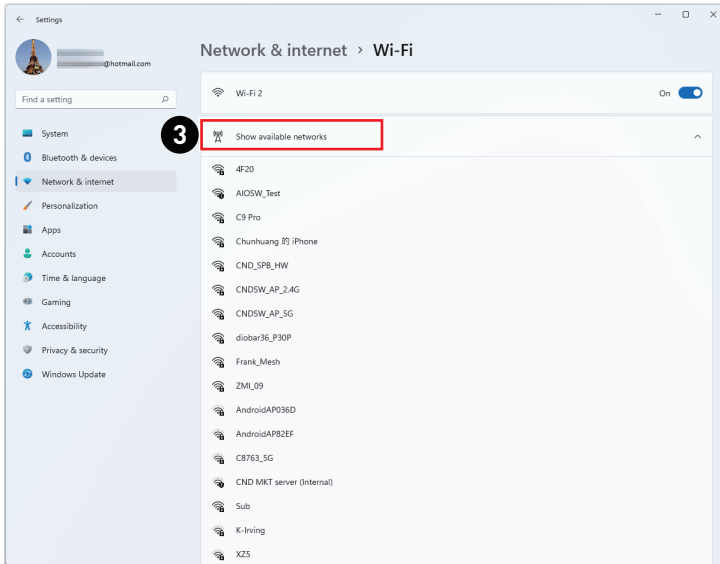 Settings
@hotmail.com
Find a setting
System
Bluetooth & devices
Network & internet
Personalization
Apps
Accounts
Time & language
Gaming
Accessibility
Privacy & security
Windows Update
Network & internet > Wi-Fi
Wi-Fi 2
On
3
Show available networks
4F20
AIOSW_Test
C9 Pro
Chunhuang 的 iPhone
CND_SPB_HW
CNDSW_AP_2.4G
CNDSW_AP_5G
diobar36_P30P
Frank_Mesh
ZMI_09
AndroidAP036D
AndroidAP82EF
C8763_5G
CND MKT server (Internal)
Sub
K-Irving
XZ5